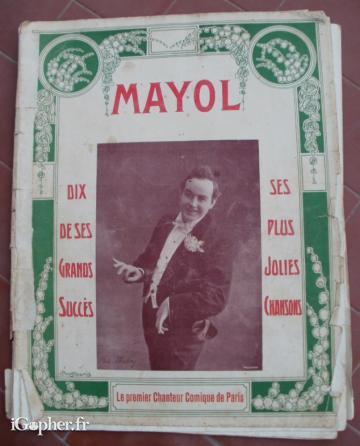 MAYOL
DIX
DE SES
GRANDS
SUCCÈS
SES
PLUS
JOLIES
CHANSONS
Le premier Chanteur Comique de Paris
iGopher.fr